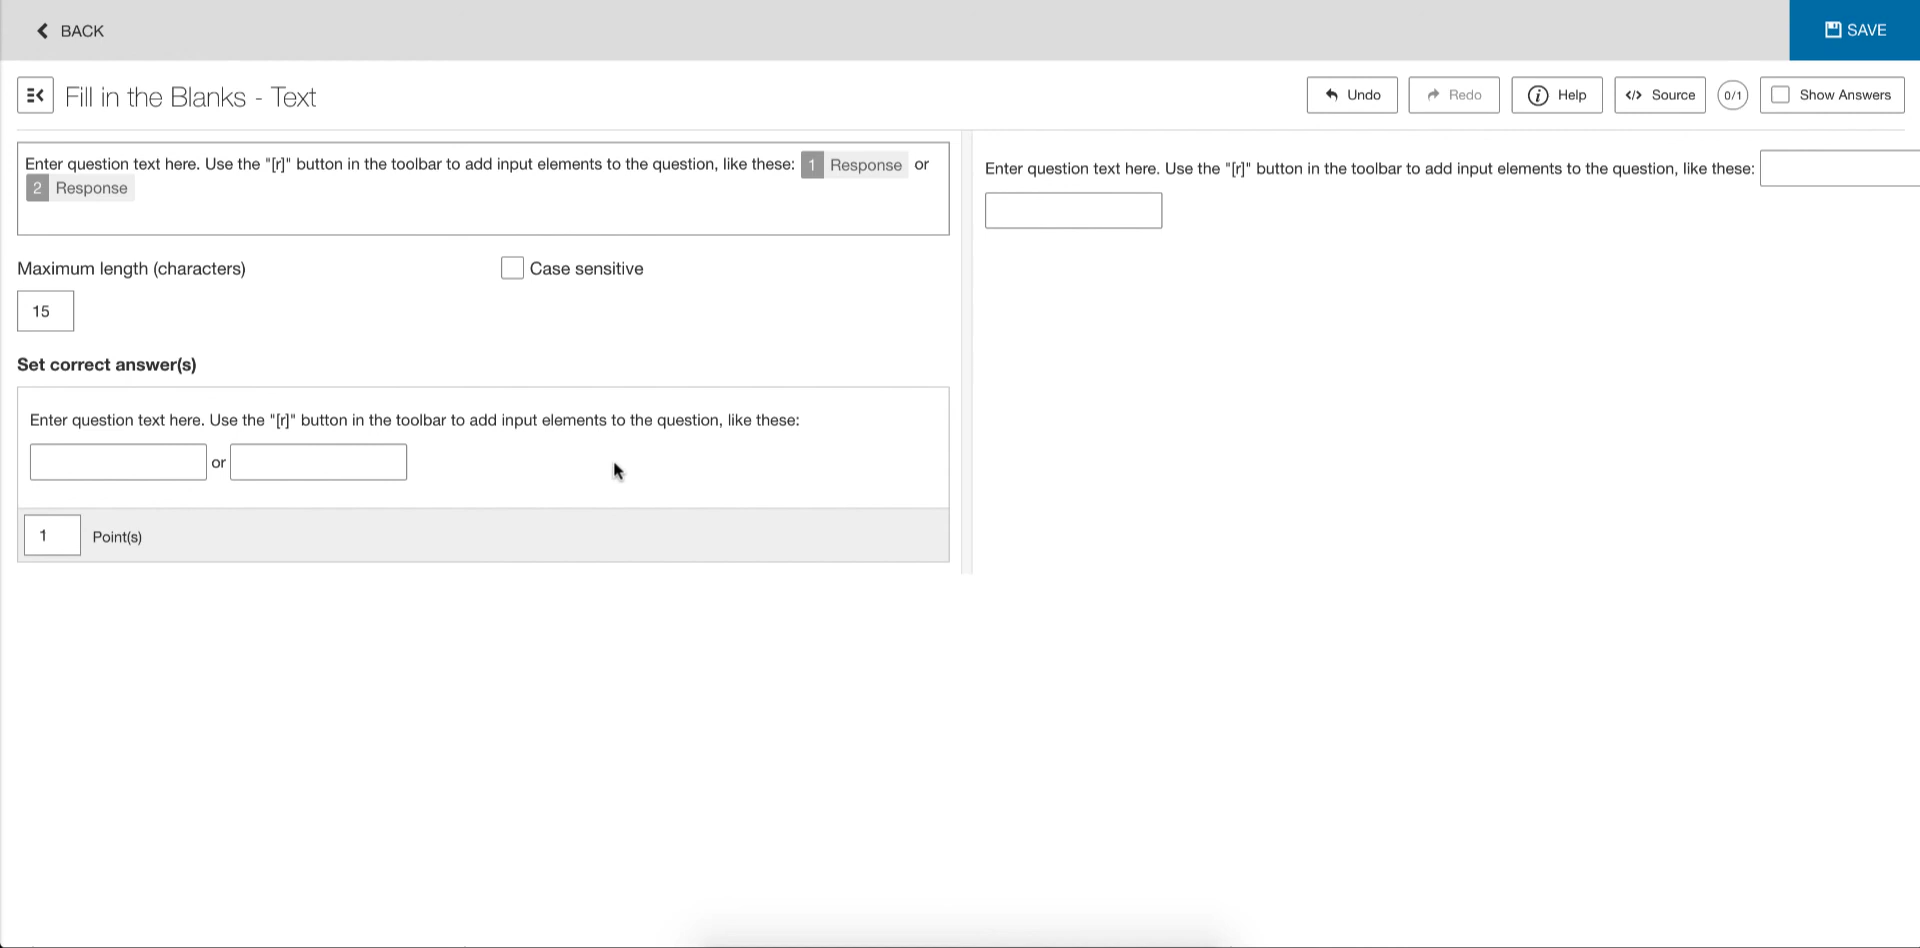 BACK
SAVE
Fill in the Blanks - Text
Undo
Redo
Help
</> Source
0/1
Show Answers
Enter question text here. Use the "[r]" button in the toolbar to add input elements to the question, like these: 1 Response or
2 Response
Maximum length (characters)
Case sensitive
15
Set correct answer(s)
Enter question text here. Use the "[r]" button in the toolbar to add input elements to the question, like these:
or
1 Point(s)
Enter question text here. Use the "[r]" button in the toolbar to add input elements to the question, like these: